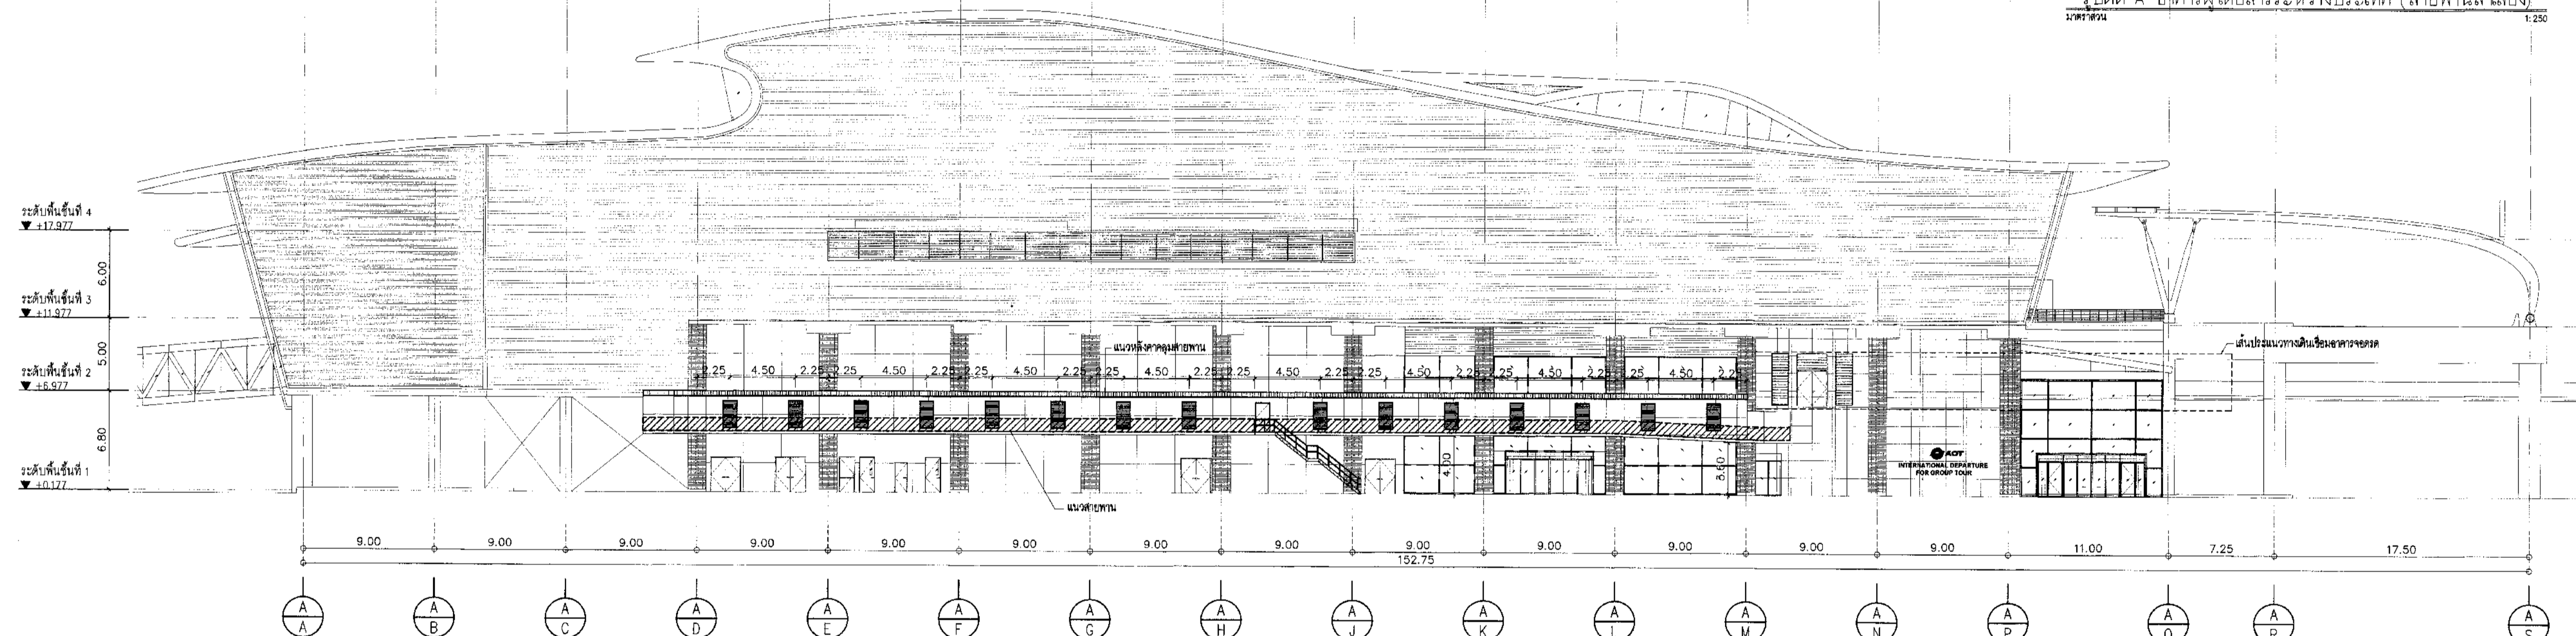 มาตราส่วน
1:250
ระดับพื้นชั้นที่ 4
+17.977
6.00
ระดับพื้นชั้นที่ 3
+11.977
5.00
ระดับพื้นชั้นที่ 2
+6.977
6.80
ระดับพื้นชั้นที่ 1
+0.177
แนวหลังคาคลุมสายพาน
เส้นประแนวทางเดินเชื่อมอาคารจอดรถ
2.25 4.50 2.25 2.25 4.50 2.25 2.25 4.50 2.25 2.25 4.50 2.25 2.25 4.50 2.25 2.25 4.50 2.25 2.25 4.50 2.25 2.25 4.50 2.25
4.00
3.60
AOT
INTERNATIONAL DEPARTURE
FOR GROUP TOUR
แนวสายพาน
9.00 9.00 9.00 9.00 9.00 9.00 9.00 9.00 9.00 9.00 9.00 9.00 9.00 11.00 7.25 17.50
152.75
A A A A A A A A A A A A A A A A A
A B C D E F G H J K L M N P Q R S